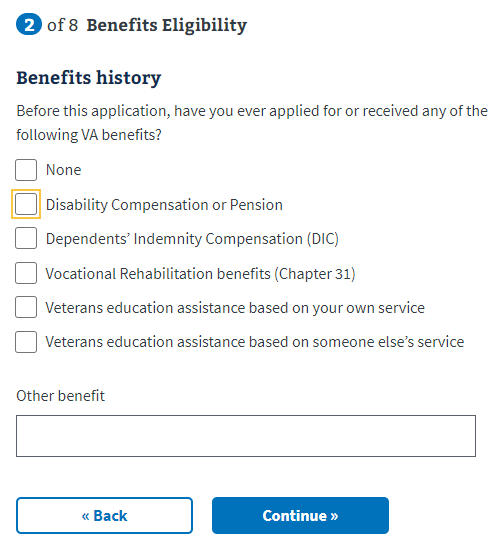 2 of 8 Benefits Eligibility
Benefits history
Before this application, have you ever applied for or received any of the
following VA benefits?
None
Disability Compensation or Pension
Dependents’ Indemnity Compensation (DIC)
Vocational Rehabilitation benefits (Chapter 31)
Veterans education assistance based on your own service
Veterans education assistance based on someone else’s service
Other benefit
« Back
Continue »